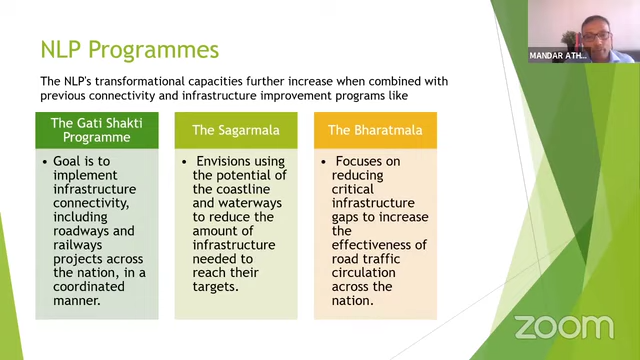 NLP Programmes
MANDAR ATH...
The NLP's transformational capacities further increase when combined with
previous connectivity and infrastructure improvement programs like
The Gati Shakti
Programme
• Goal is to
implement
infrastructure
connectivity,
including
roadways and
railways
projects across
the nation, in a
coordinated
manner.
The Sagarmala
• Envisions using
the potential of
the coastline
and waterways
to reduce the
amount of
infrastructure
needed to
reach their
targets.
The Bharatmala
• Focuses on
reducing
critical
infrastructure
gaps to increase
the
effectiveness of
road traffic
circulation
across the
nation.
zoom